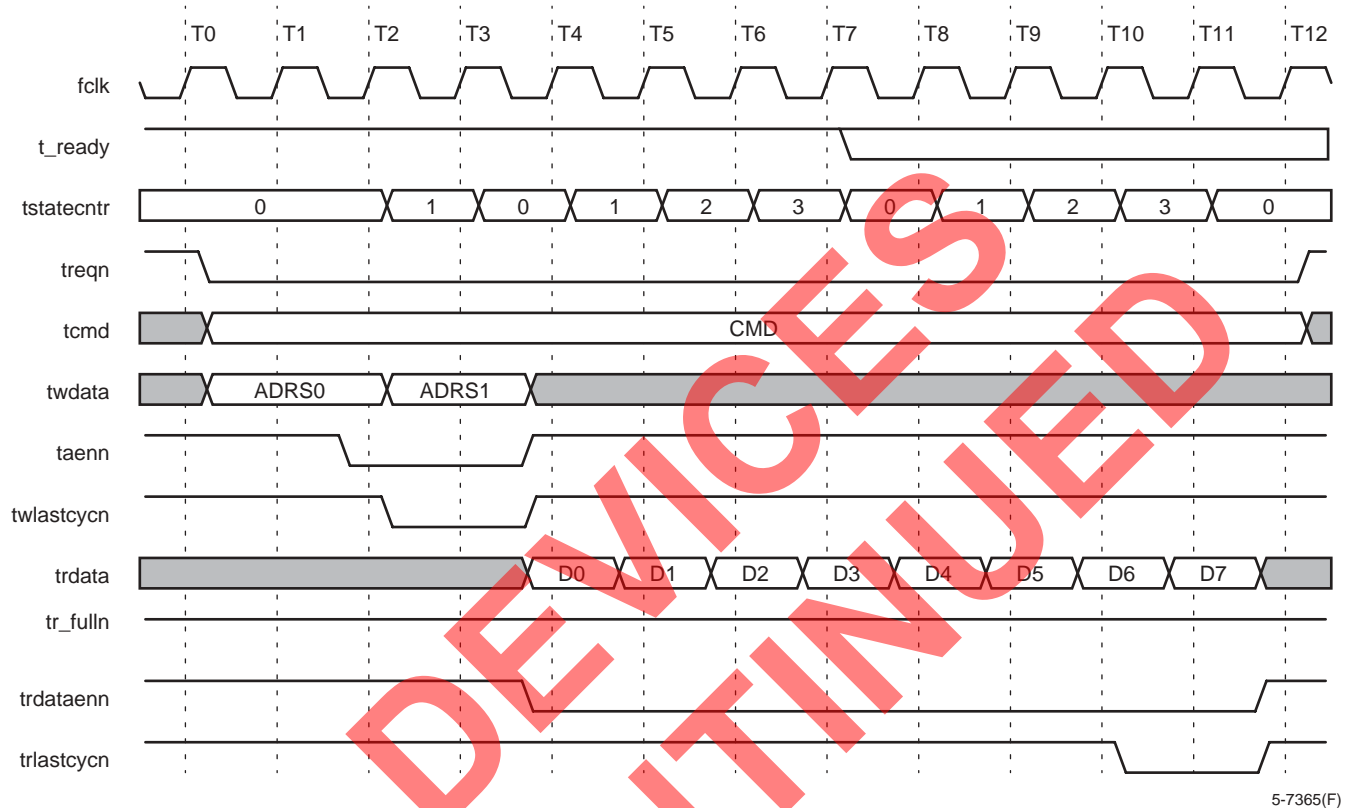 T0 T1 T2 T3 T4 T5 T6 T7 T8 T9 T10 T11 T12
fclk
t_ready
tstatecntr 0 1 0 1 2 3 0 1 2 3 0
treqn
tcmd CMD
twdata ADRS0 ADRS1
taenn
twlastcycn
trdata D0 D1 D2 D3 D4 D5 D6 D7
tr_fulln
trdataenn
trlastcycn
5-7365(F)
DEVICES
NTINUED